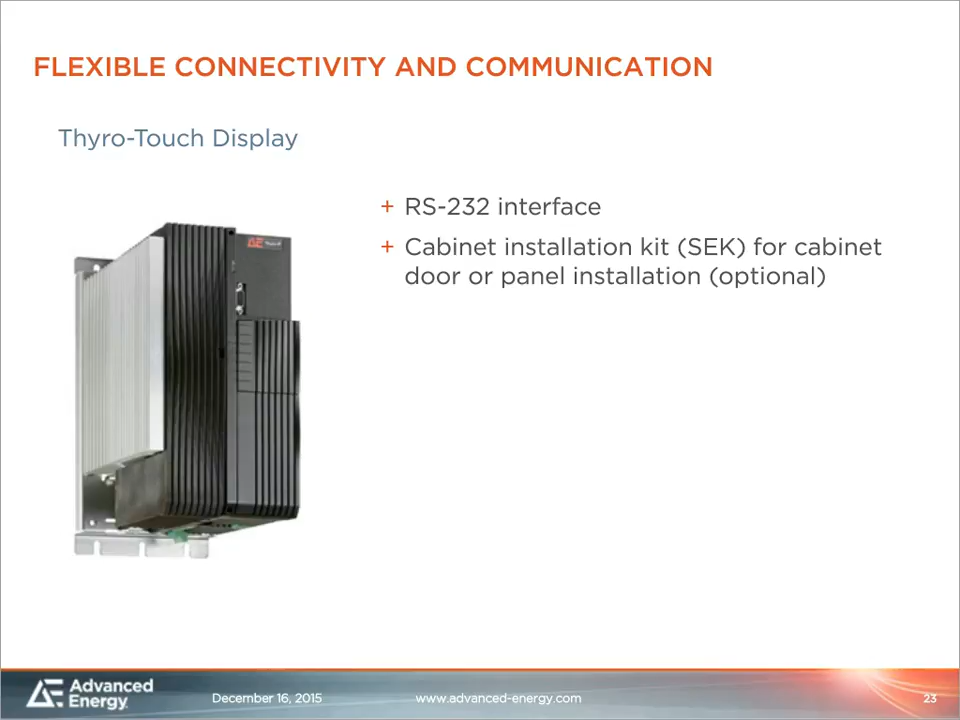 FLEXIBLE CONNECTIVITY AND COMMUNICATION
Thyro-Touch Display
+ RS-232 interface
+ Cabinet installation kit (SEK) for cabinet
door or panel installation (optional)
Advanced
Energy
December 16, 2015
www.advanced-energy.com
23